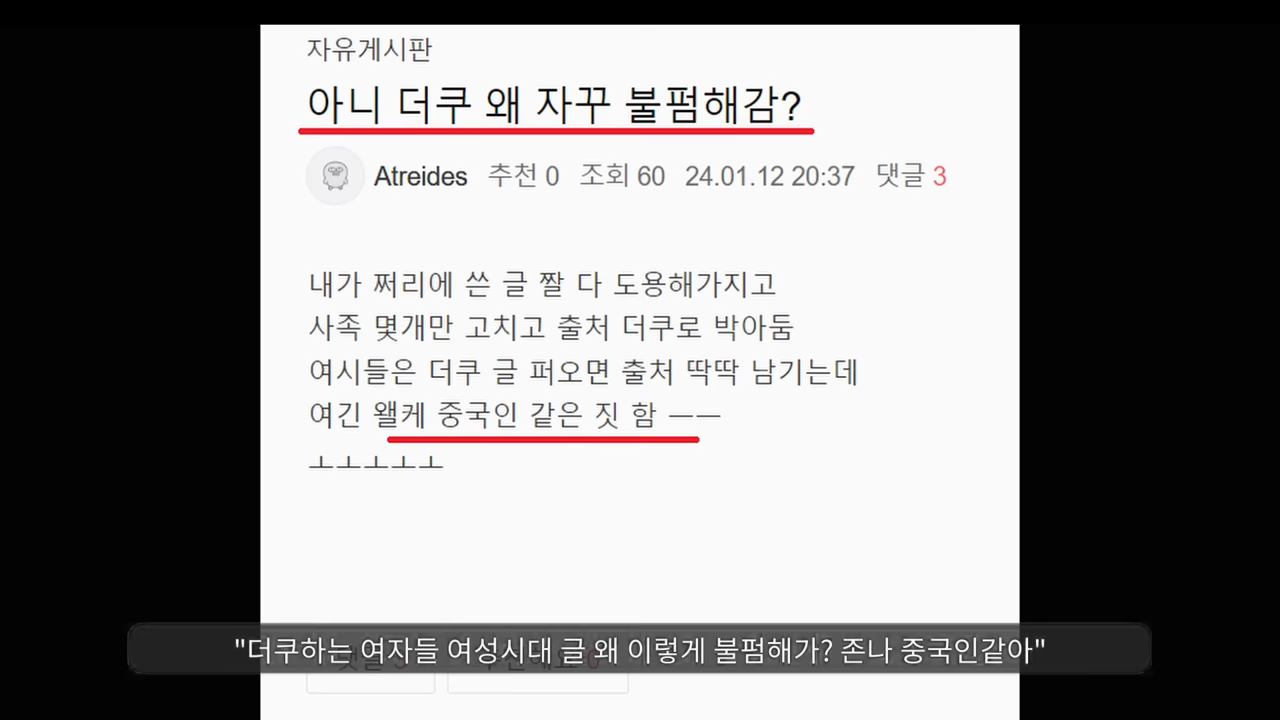 자유게시판
아니 더쿠 왜 자꾸 불펌해감?
Atreides 추천 0 조회 60 24.01.12 20:37 댓글 3
내가 쩌리에 쓴 글 짤 다 도용해가지고
사족 몇개만 고치고 출처 더쿠로 박아둠
여시들은 더쿠 글 퍼오면 출처 딱딱 남기는데
여긴 왤케 중국인 같은 짓 함 ㅡㅡ
ㅗㅗㅗㅗㅗ
"더쿠하는 여자들 여성시대 글 왜 이렇게 불펌해가? 존나 중국인같아"